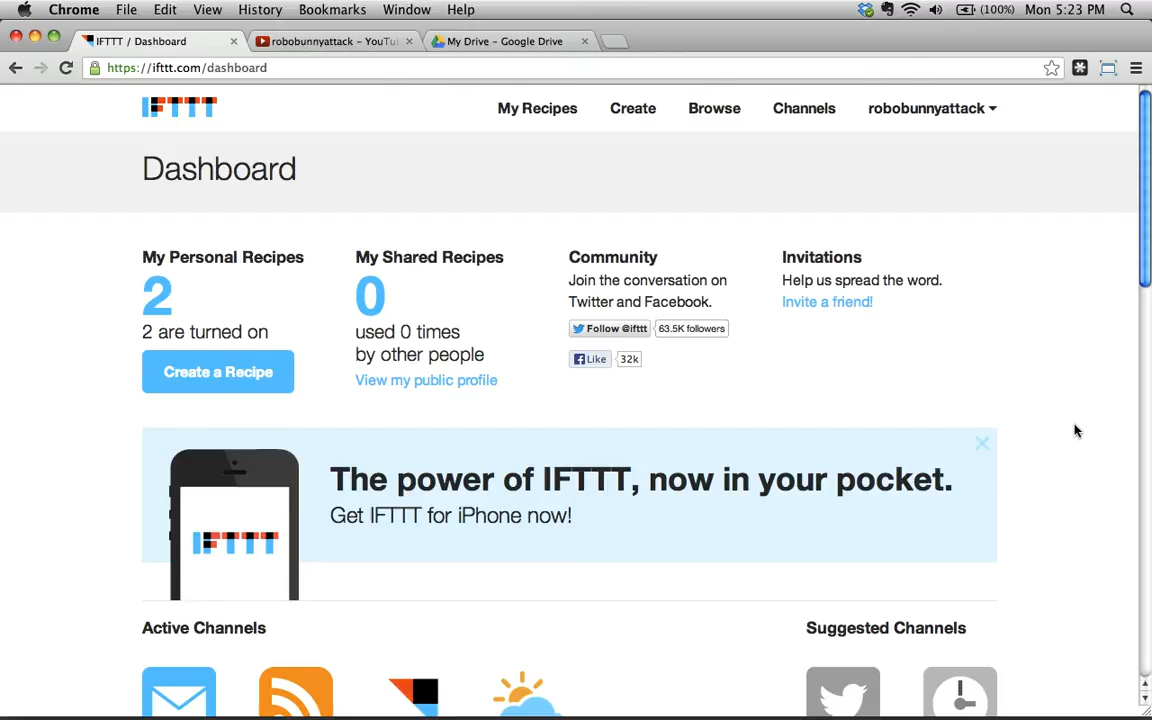 Chrome File Edit View History Bookmarks Window Help (100%) Mon 5:23 PM
IFTTT / Dashboard robobunnyattack – YouTu My Drive – Google Drive
https://ifttt.com/dashboard
IFTTT My Recipes Create Browse Channels robobunnyattack
Dashboard
My Personal Recipes
2
2 are turned on
Create a Recipe
My Shared Recipes
0
used 0 times
by other people
View my public profile
Community
Join the conversation on
Twitter and Facebook.
Follow @ifttt 63.5K followers
Like 32k
Invitations
Help us spread the word.
Invite a friend!
The power of IFTTT, now in your pocket.
Get IFTTT for iPhone now!
IFTTT
Active Channels
Suggested Channels